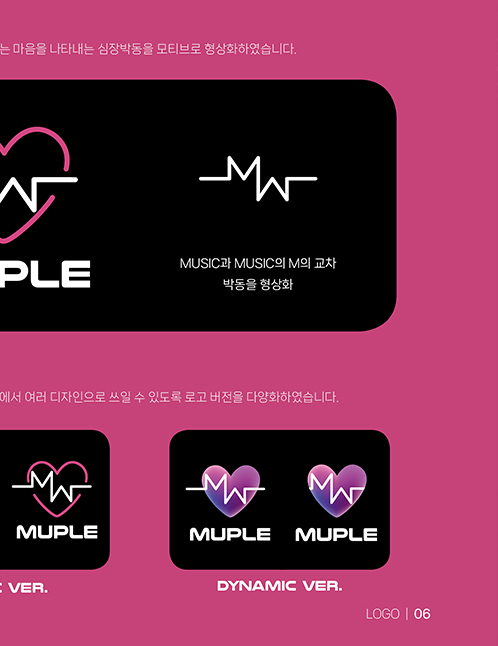 는 마음을 나타내는 심장박동을 모티브로 형상화하였습니다.
MUSIC과 MUSIC의 M의 교차
박동을 형상화
PLE
에서 여러 디자인으로 쓰일 수 있도록 로고 버전을 다양화하였습니다.
MUPLE
MUPLE
MUPLE
VER.
DYNAMIC VER.
LOGO | 06